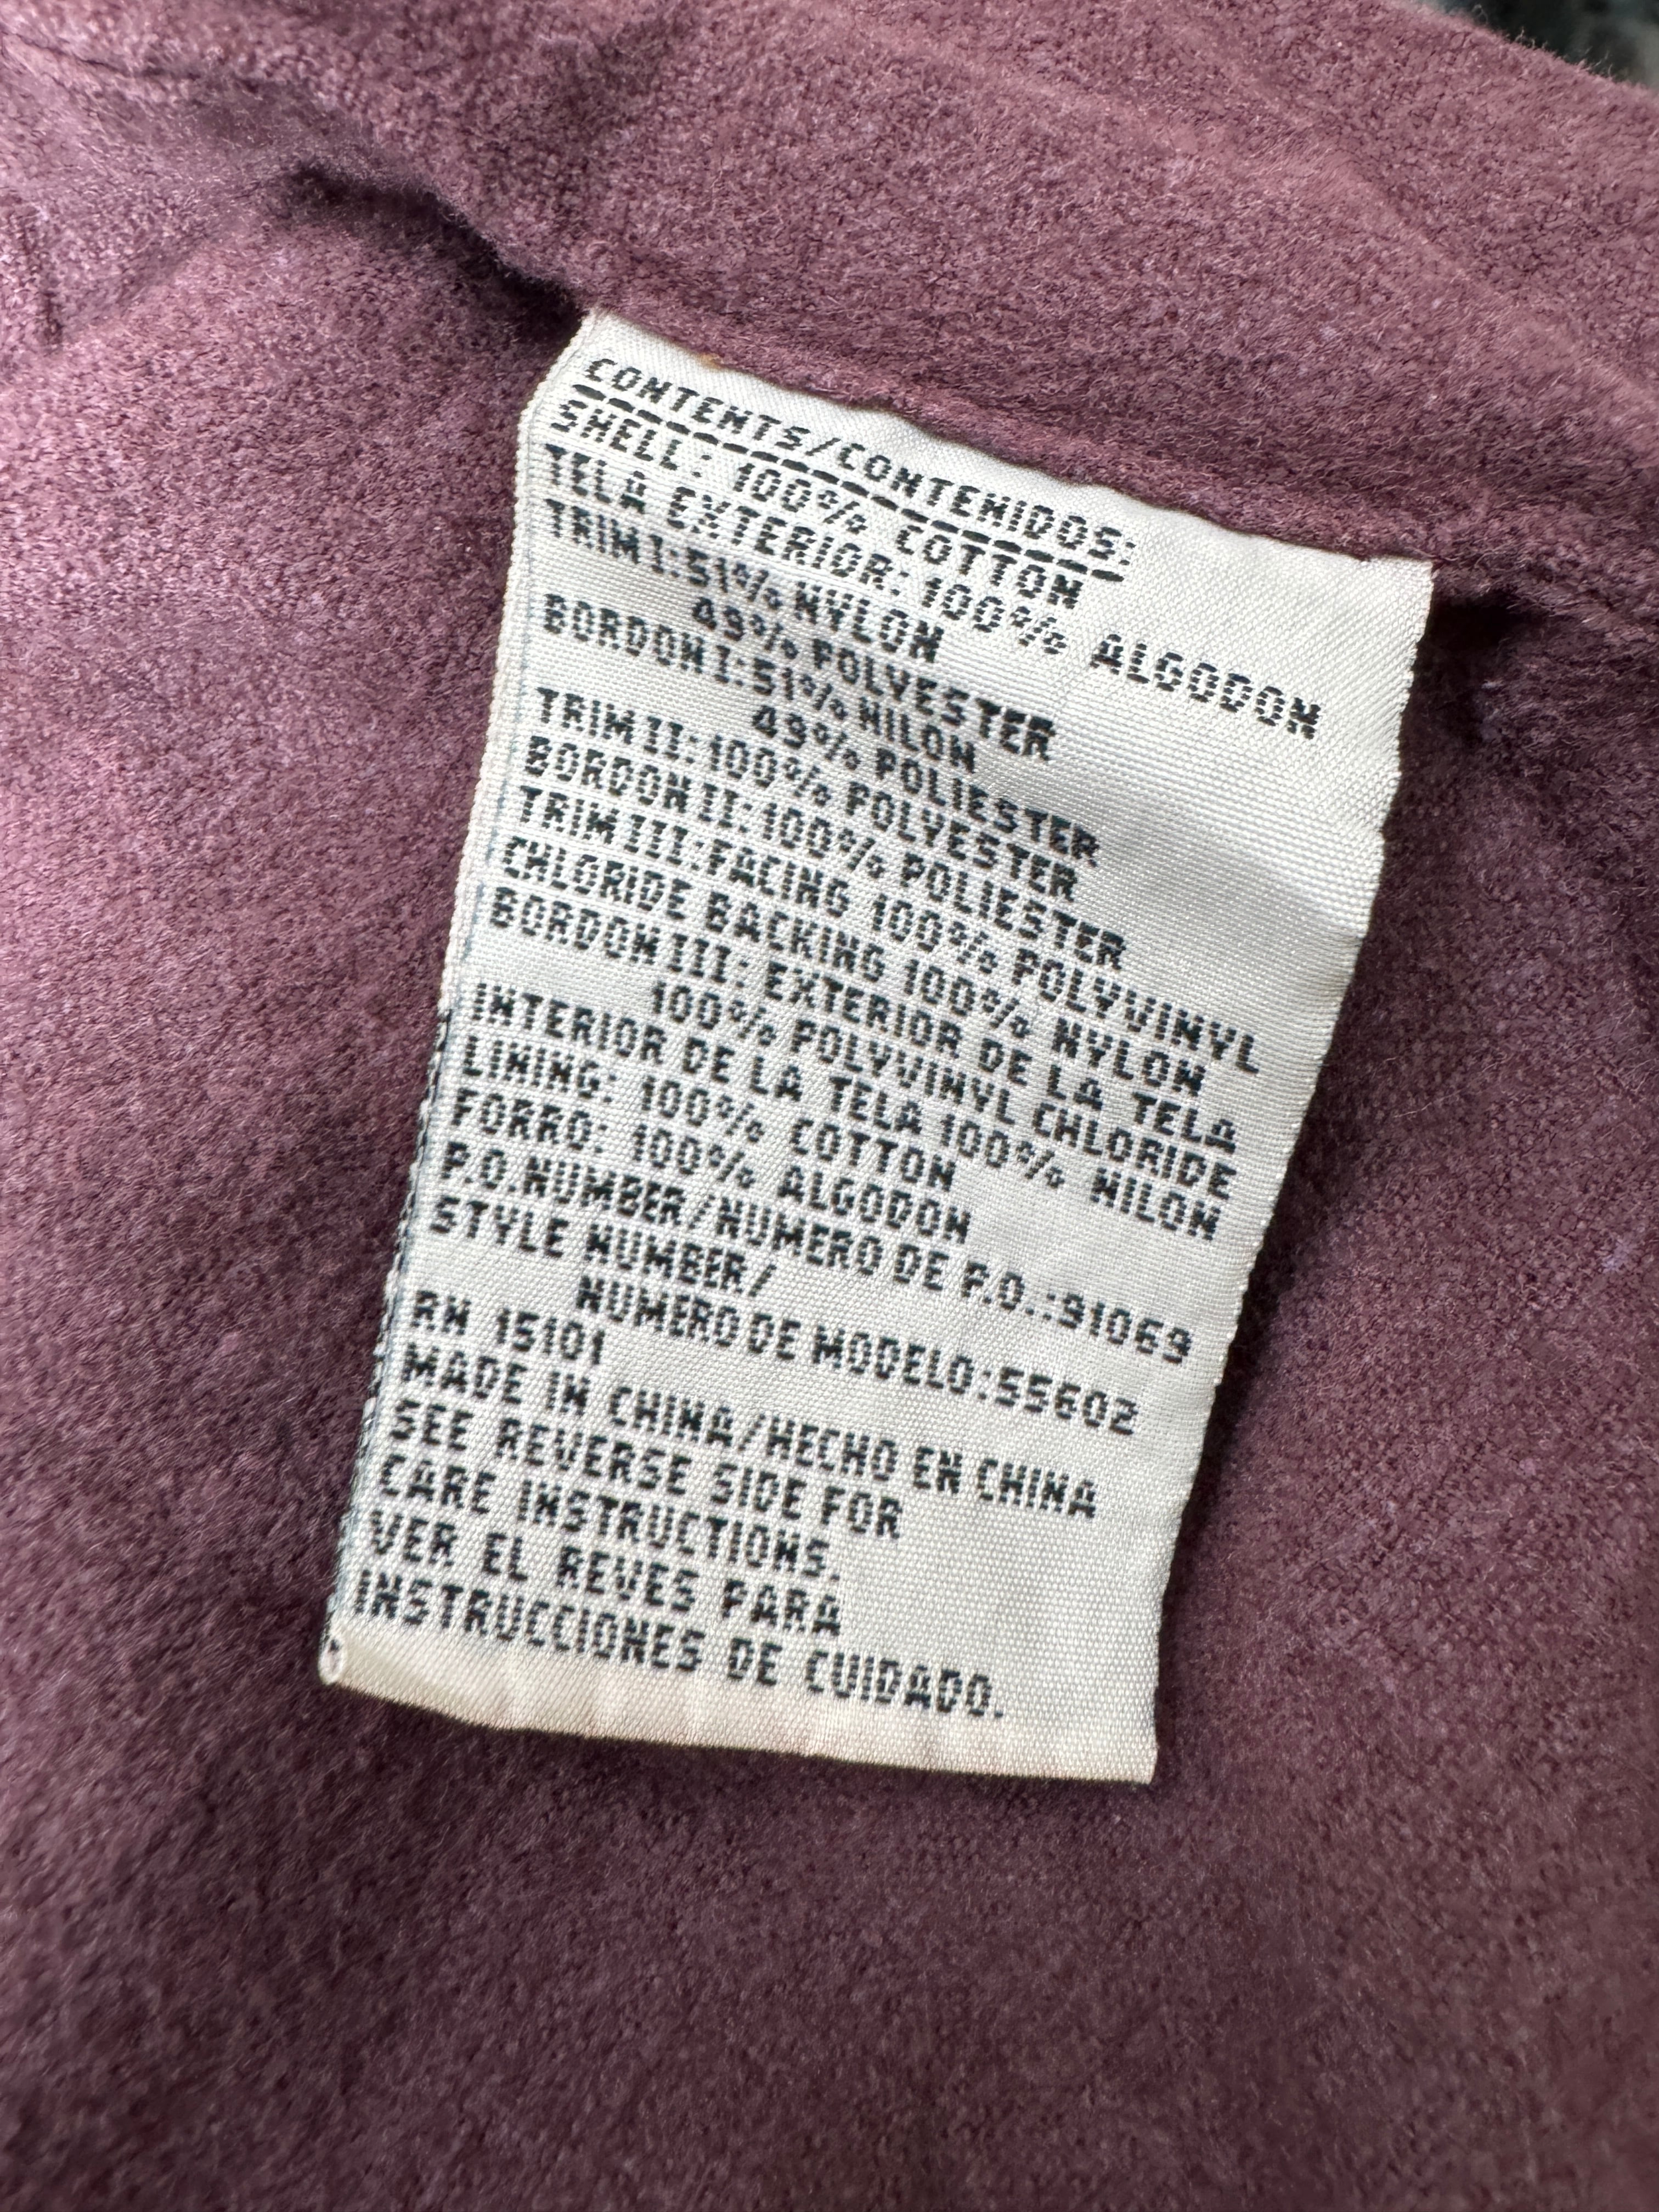 CONTENTS/CONTENIDOS:
SHELL: 100% COTTON
TELA EXTERIOR: 100% ALGODON
TRIM I: 51% NYLON
49% POLYESTER
BORDON I: 51% NILON
49% POLIESTER
TRIM II: 100% POLYESTER
BORDON II: 100% POLIESTER
TRIM III: FACING 100% POLYVINYL
CHLORIDE BACKING 100% NYLON
BORDON III: EXTERIOR DE LA TELA
100% POLYVINYL CHLORIDE
INTERIOR DE LA TELA 100% NILON
LINING: 100% COTTON
FORRO: 100% ALGODON
P.O.NUMBER/NUMERO DE P.O.:91069
STYLE NUMBER/
NUMERO DE MODELO:55602
RN 15101
MADE IN CHINA/HECHO EN CHINA
SEE REVERSE SIDE FOR
CARE INSTRUCTIONS.
VER EL REVES PARA
INSTRUCCIONES DE CUIDADO.